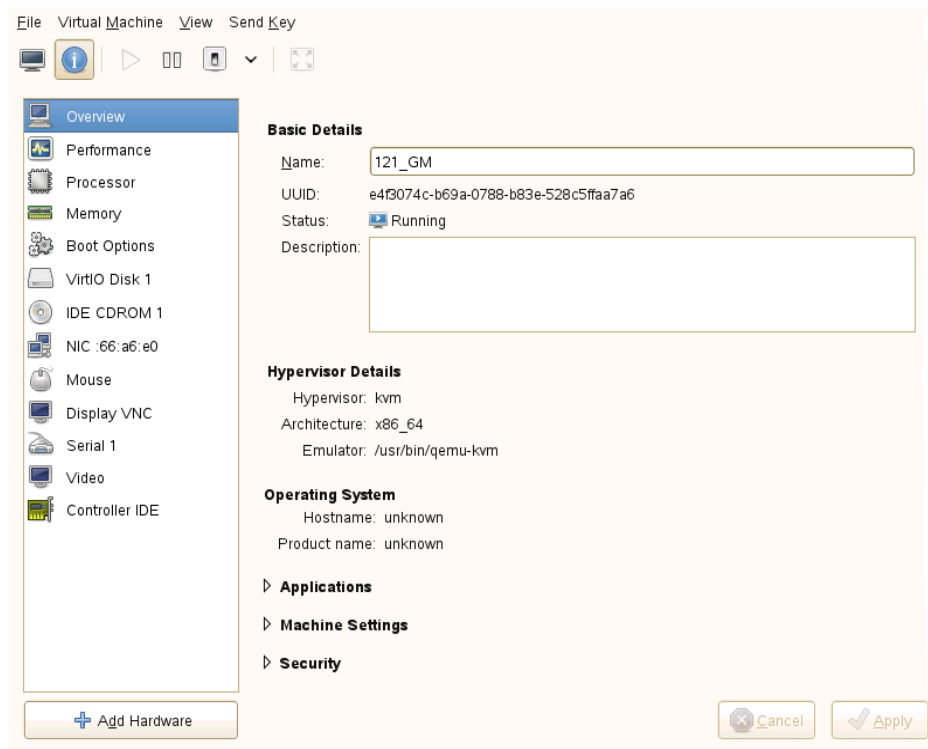 File Virtual Machine View Send Key
Overview
Performance
Processor
Memory
Boot Options
VirtIO Disk 1
IDE CDROM 1
NIC :66:a6:e0
Mouse
Display VNC
Serial 1
Video
Controller IDE
Add Hardware
Basic Details
Name: 121_GM
UUID: e4f3074c-b69a-0788-b83e-528c5ffaa7a6
Status: Running
Description:
Hypervisor Details
Hypervisor: kvm
Architecture: x86_64
Emulator: /usr/bin/qemu-kvm
Operating System
Hostname: unknown
Product name: unknown
Applications
Machine Settings
Security
Cancel Apply